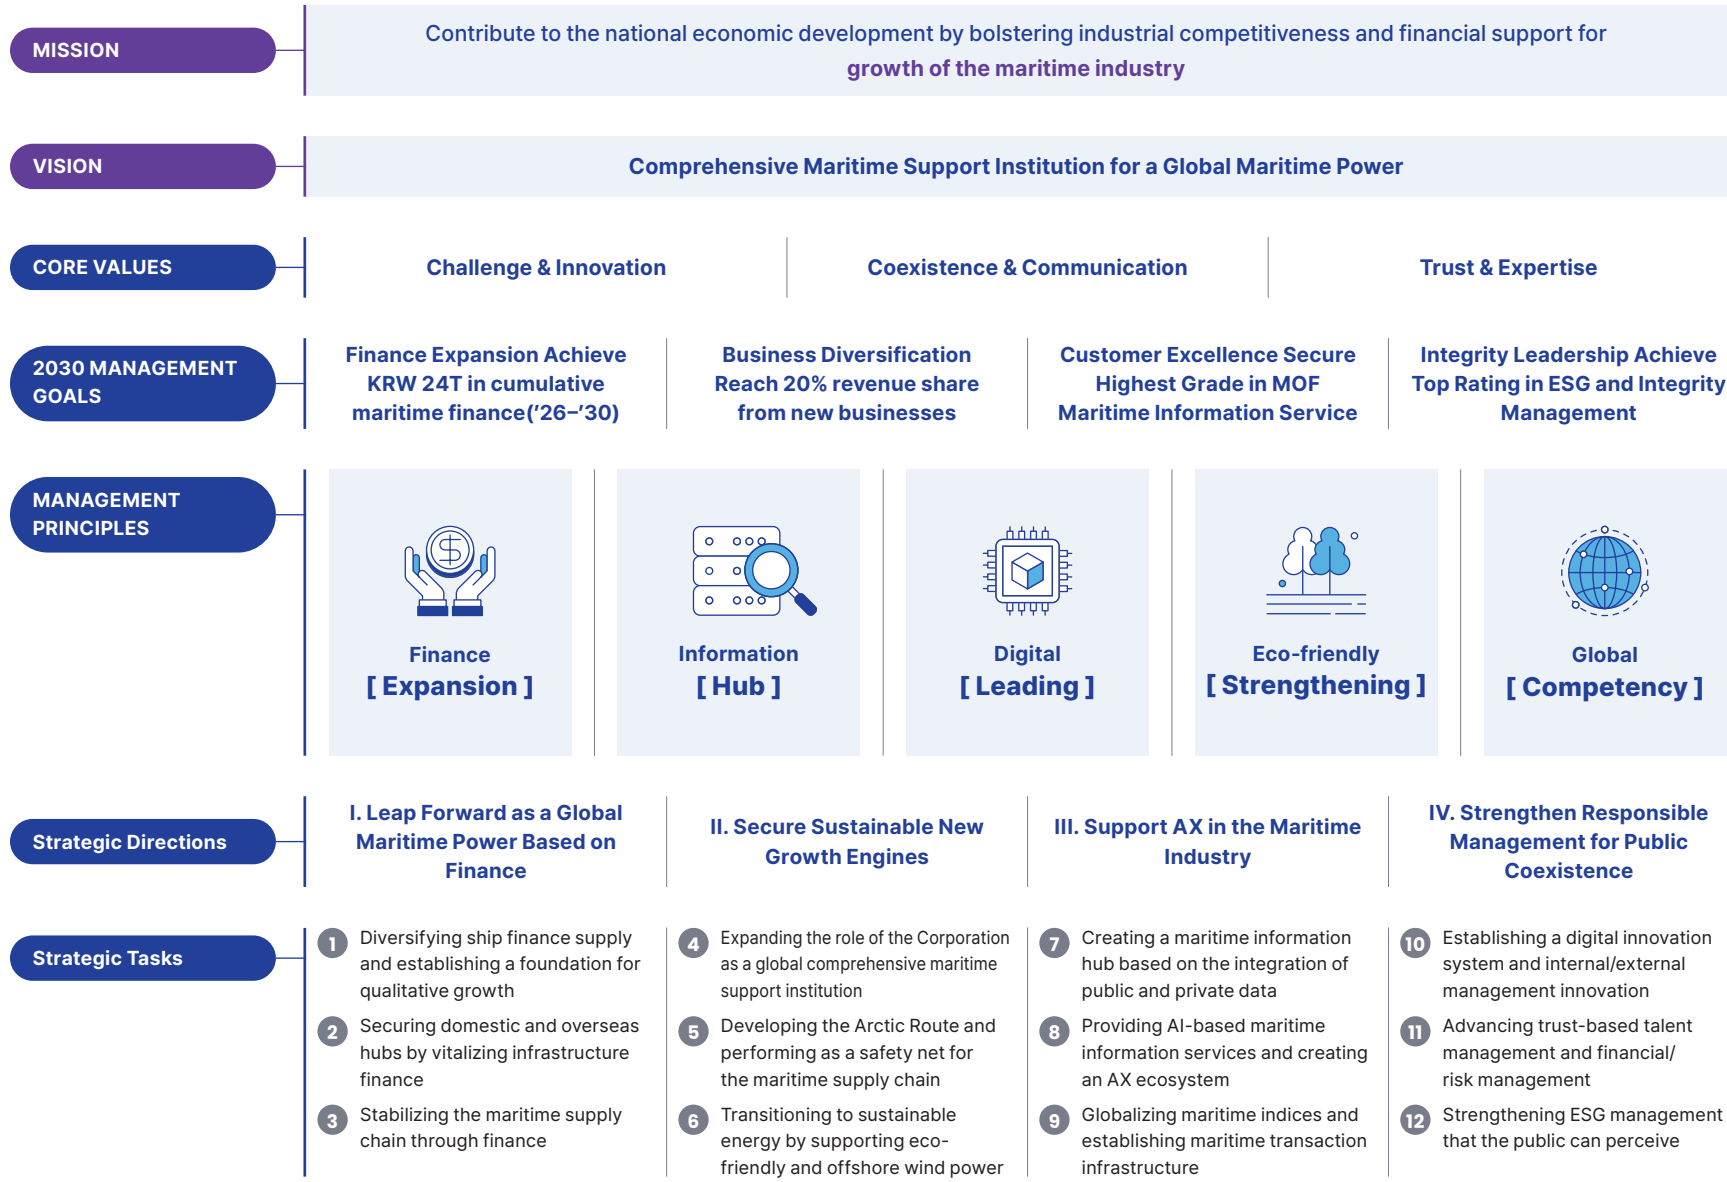 MISSION
Contribute to the national economic development by bolstering industrial competitiveness and financial support for
growth of the maritime industry
VISION
Comprehensive Maritime Support Institution for a Global Maritime Power
CORE VALUES
Challenge & Innovation
Coexistence & Communication
Trust & Expertise
2030 MANAGEMENT
GOALS
Finance Expansion Achieve
KRW 24T in cumulative
maritime finance(’26–’30)
Business Diversification
Reach 20% revenue share
from new businesses
Customer Excellence Secure
Highest Grade in MOF
Maritime Information Service
Integrity Leadership Achieve
Top Rating in ESG and Integrity
Management
MANAGEMENT
PRINCIPLES
Finance
[ Expansion ]
Information
[ Hub ]
Digital
[ Leading ]
Eco-friendly
[ Strengthening ]
Global
[ Competency ]
Strategic Directions
I. Leap Forward as a Global
Maritime Power Based on
Finance
II. Secure Sustainable New
Growth Engines
III. Support AX in the Maritime
Industry
IV. Strengthen Responsible
Management for Public
Coexistence
Strategic Tasks
1 Diversifying ship finance supply
and establishing a foundation for
qualitative growth
2 Securing domestic and overseas
hubs by vitalizing infrastructure
finance
3 Stabilizing the maritime supply
chain through finance
4 Expanding the role of the Corporation
as a global comprehensive maritime
support institution
5 Developing the Arctic Route and
performing as a safety net for
the maritime supply chain
6 Transitioning to sustainable
energy by supporting eco-
friendly and offshore wind power
7 Creating a maritime information
hub based on the integration of
public and private data
8 Providing AI-based maritime
information services and creating
an AX ecosystem
9 Globalizing maritime indices and
establishing maritime transaction
infrastructure
10 Establishing a digital innovation
system and internal/external
management innovation
11 Advancing trust-based talent
management and financial/
risk management
12 Strengthening ESG management
that the public can perceive